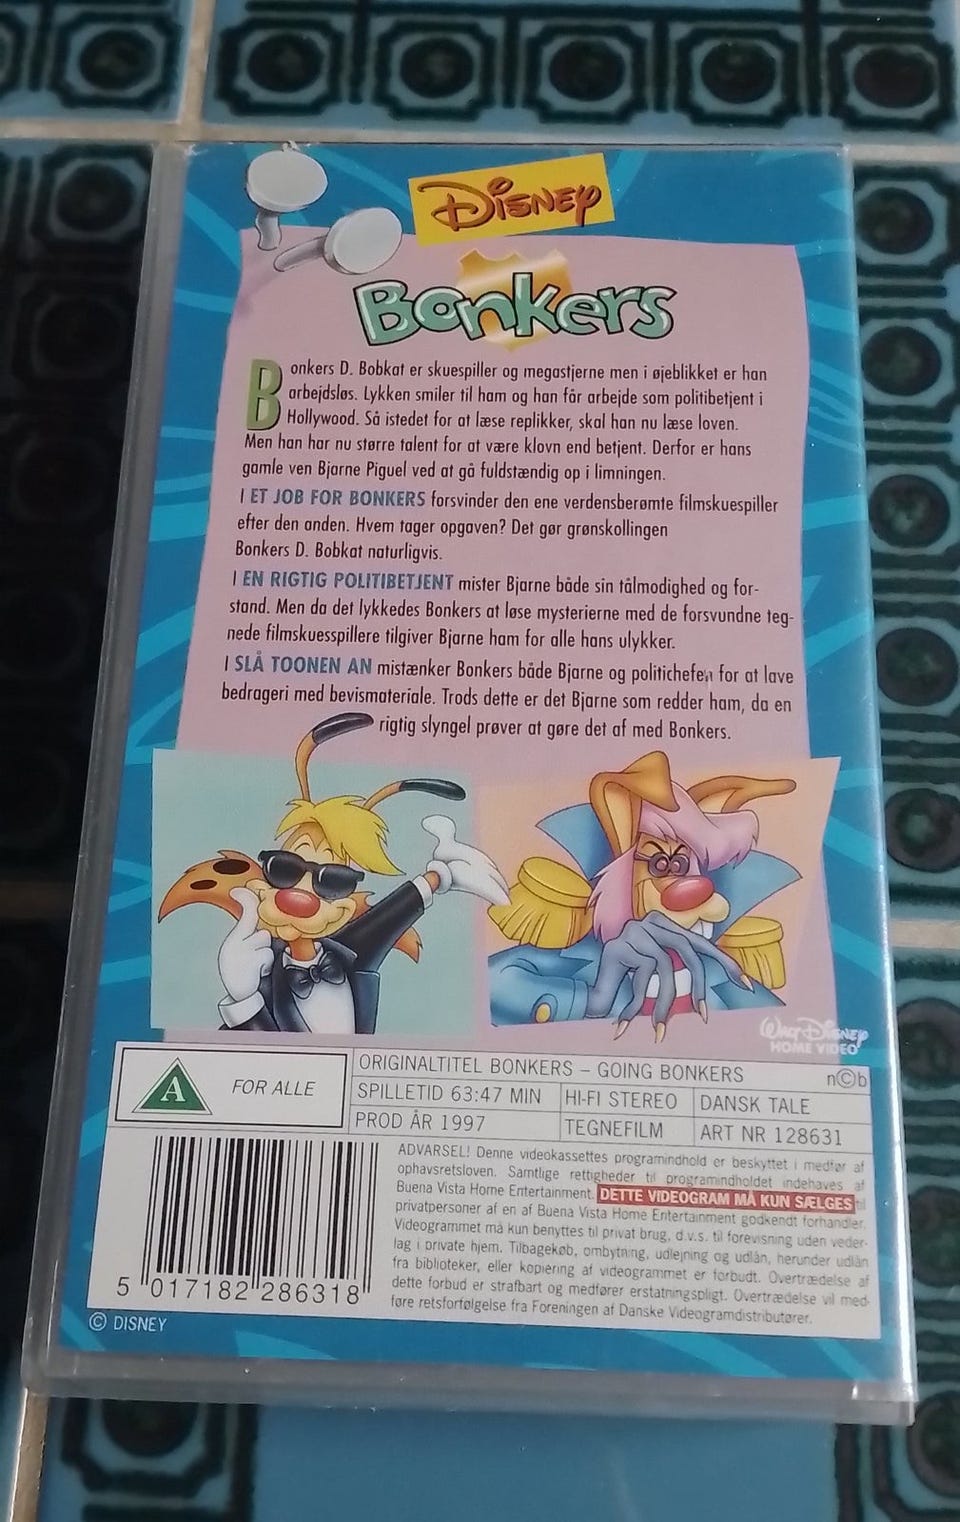 Disney
Bonkers
Bonkers D. Bobkat er skuespiller og megastjerne men i øjeblikket er han
arbejdsløs. Lykken smiler til ham og han får arbejde som politibetjent i
Hollywood. Så istedet for at læse replikker, skal han nu læse loven.
Men han har nu større talent for at være klovn end betjent. Derfor er hans
gamle ven Bjarne Piguel ved at gå fuldstændig op i limningen.
I ET JOB FOR BONKERS forsvinder den ene verdensberømte filmskuespiller
efter den anden. Hvem tager opgaven? Det gør grønskollingen
Bonkers D. Bobkat naturligvis.
I EN RIGTIG POLITIBETJENT mister Bjarne både sin tålmodighed og for-
stand. Men da det lykkedes Bonkers at løse mysterierne med de forsvundne teg-
nede filmskuesspillere tilgiver Bjarne ham for alle hans ulykker.
I SLÅ TOONEN AN mistænker Bonkers både Bjarne og politichefen for at lave
bedrageri med bevismateriale. Trods dette er det Bjarne som redder ham, da en
rigtig slyngel prøver at gøre det af med Bonkers.
WALT DISNEY
HOME VIDEO
A FOR ALLE
ORIGINALTITEL BONKERS – GOING BONKERS
n©b
SPILLETID 63:47 MIN HI-FI STEREO DANSK TALE
PROD ÅR 1997 TEGNEFILM ART NR 128631
ADVARSEL! Denne videokassettes programindhold er beskyttet i medfør af
ophavsretsloven. Samtlige rettigheder til programindholdet indehaves af
Buena Vista Home Entertainment. DETTE VIDEOGRAM MÅ KUN SÆLGES til
privatpersoner af en af Buena Vista Home Entertainment godkendt forhandler.
Videogrammet må kun benyttes til privat brug, d.v.s. til forevisning uden veder-
lag i private hjem. Tilbagekøb, ombytning, udlejning og udlån, herunder udlån
fra biblioteker, eller kopiering af videogrammet er forbudt. Overtrædelse af
dette forbud er strafbart og medfører erstatningspligt. Overtrædelse vil med-
føre retsforfølgelse fra Foreningen af Danske Videogramdistributører.
5 017182 286318
© DISNEY